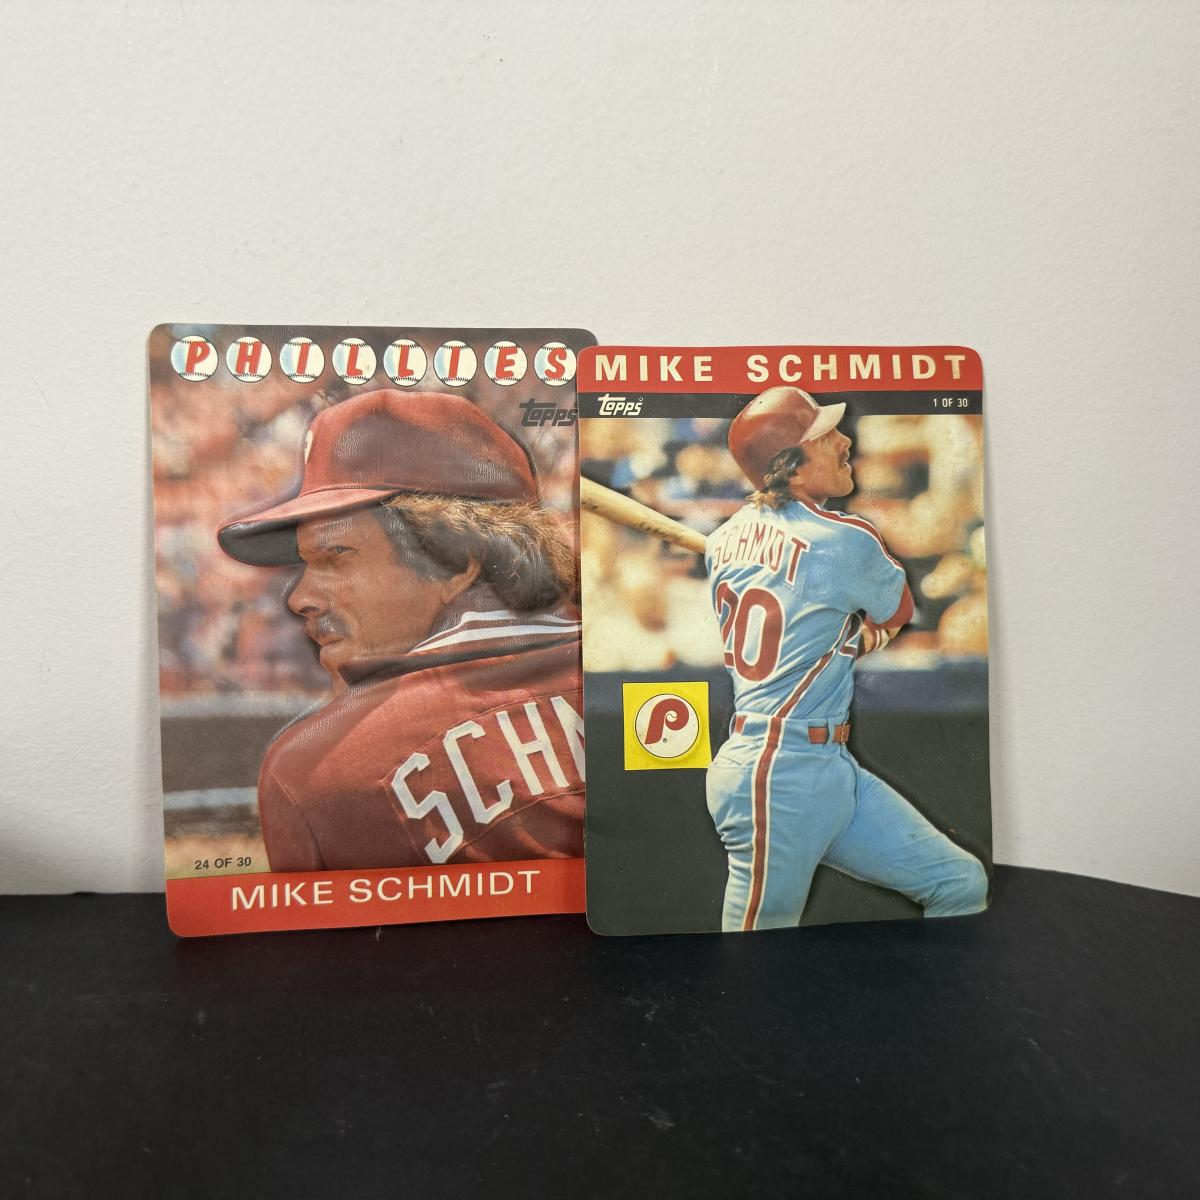 PHILLIES
Topps
SCHM
24 OF 30
MIKE SCHMIDT
MIKE SCHMIDT
Topps
1 OF 30
SCHMIDT
20
P
®